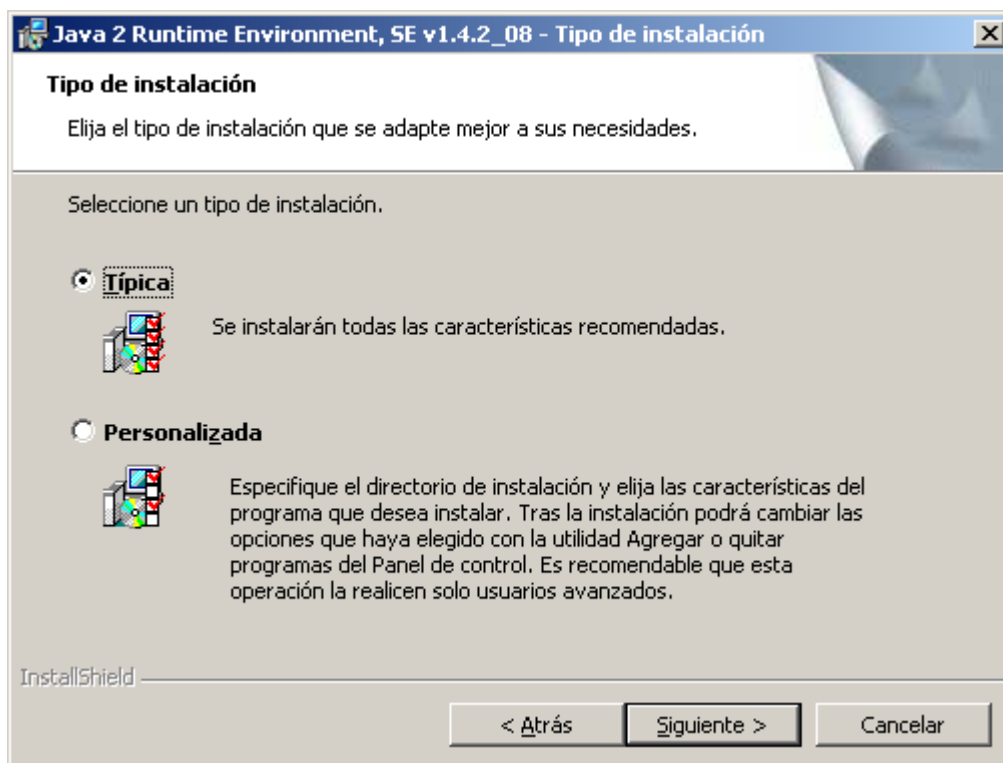 Java 2 Runtime Environment, SE v1.4.2_08 - Tipo de instalación
Tipo de instalación
Elija el tipo de instalación que se adapte mejor a sus necesidades.
Seleccione un tipo de instalación.
Típica
Se instalarán todas las características recomendadas.
Personalizada
Especifique el directorio de instalación y elija las características del
programa que desea instalar. Tras la instalación podrá cambiar las
opciones que haya elegido con la utilidad Agregar o quitar
programas del Panel de control. Es recomendable que esta
operación la realicen solo usuarios avanzados.
InstallShield
< Atrás
Siguiente >
Cancelar